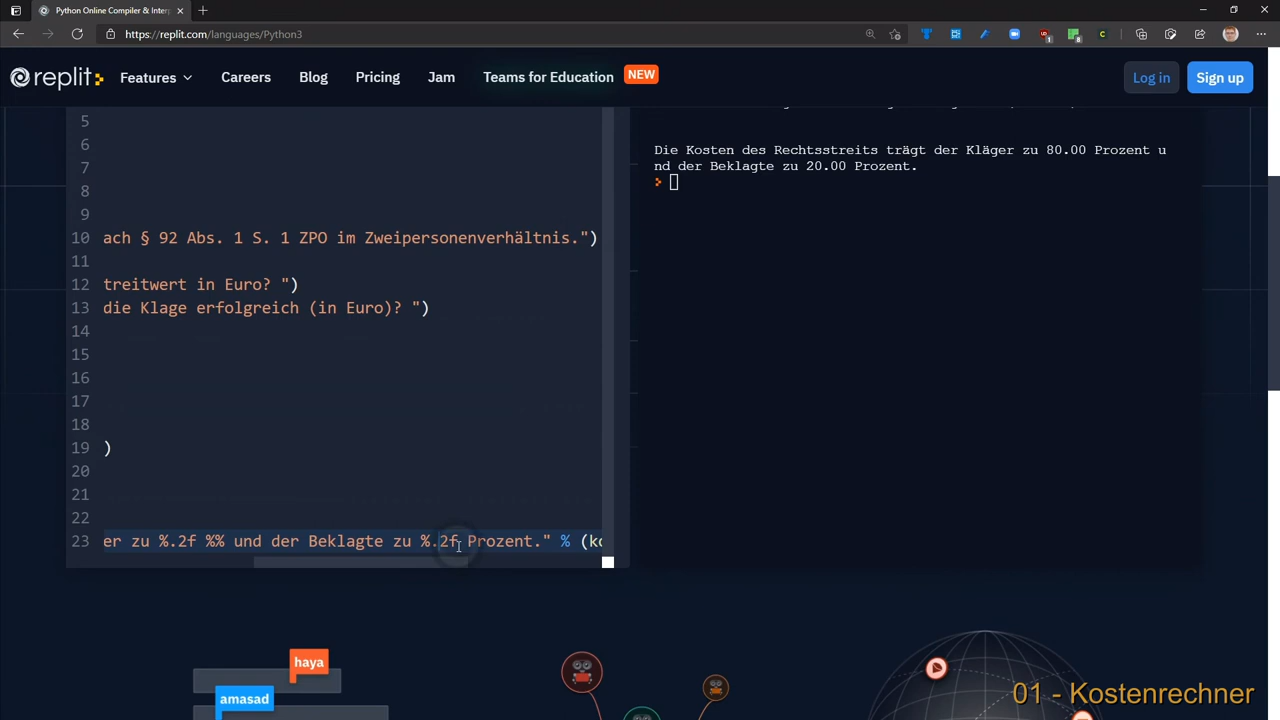 Python Online Compiler & Inter
https://replit.com/languages/Python3
replit
Features
Careers
Blog
Pricing
Jam
Teams for Education
NEW
Log in
Sign up
5
6
7
8
9
10 ach § 92 Abs. 1 S. 1 ZPO im Zweipersonenverhältnis.")
11
12 treitwert in Euro? ")
13 die Klage erfolgreich (in Euro)? ")
14
15
16
17
18
19 )
20
21
22
23 er zu %.2f %% und der Beklagte zu %.2f Prozent." % (ko
Die Kosten des Rechtsstreits trägt der Kläger zu 80.00 Prozent u
nd der Beklagte zu 20.00 Prozent.
haya
amasad
01 - Kostenrechner